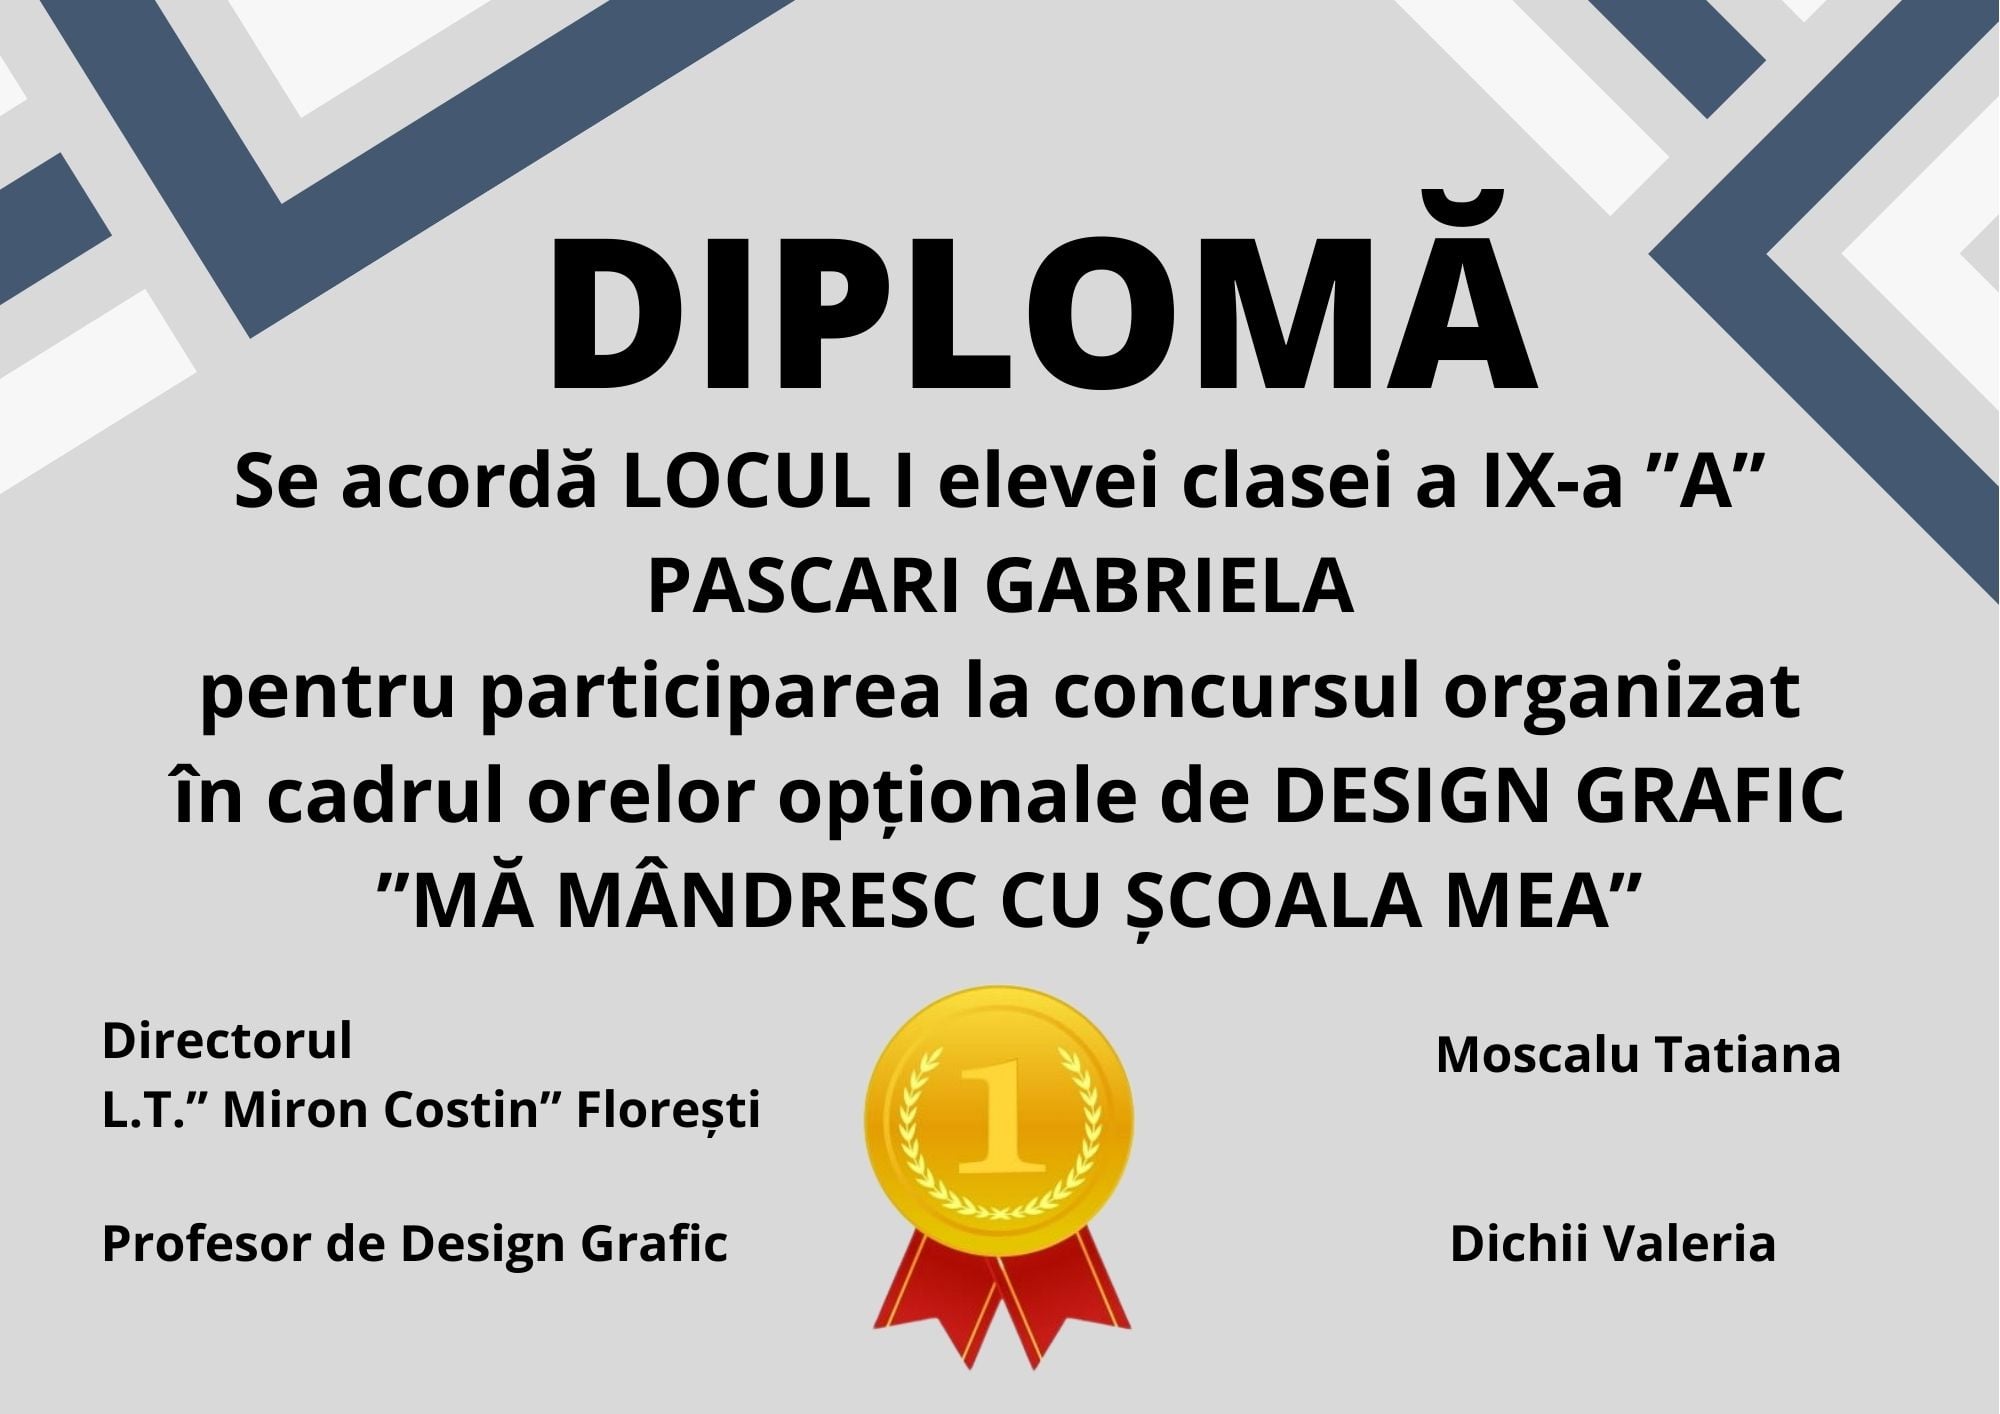 DIPLOMĂ
Se acordă LOCUL I elevei clasei a IX-a ”A”
PASCARI GABRIELA
pentru participarea la concursul organizat
în cadrul orelor opționale de DESIGN GRAFIC
”MĂ MÂNDRESC CU ȘCOALA MEA”
Directorul
L.T.” Miron Costin” Florești
Moscalu Tatiana
1
Profesor de Design Grafic
Dichii Valeria